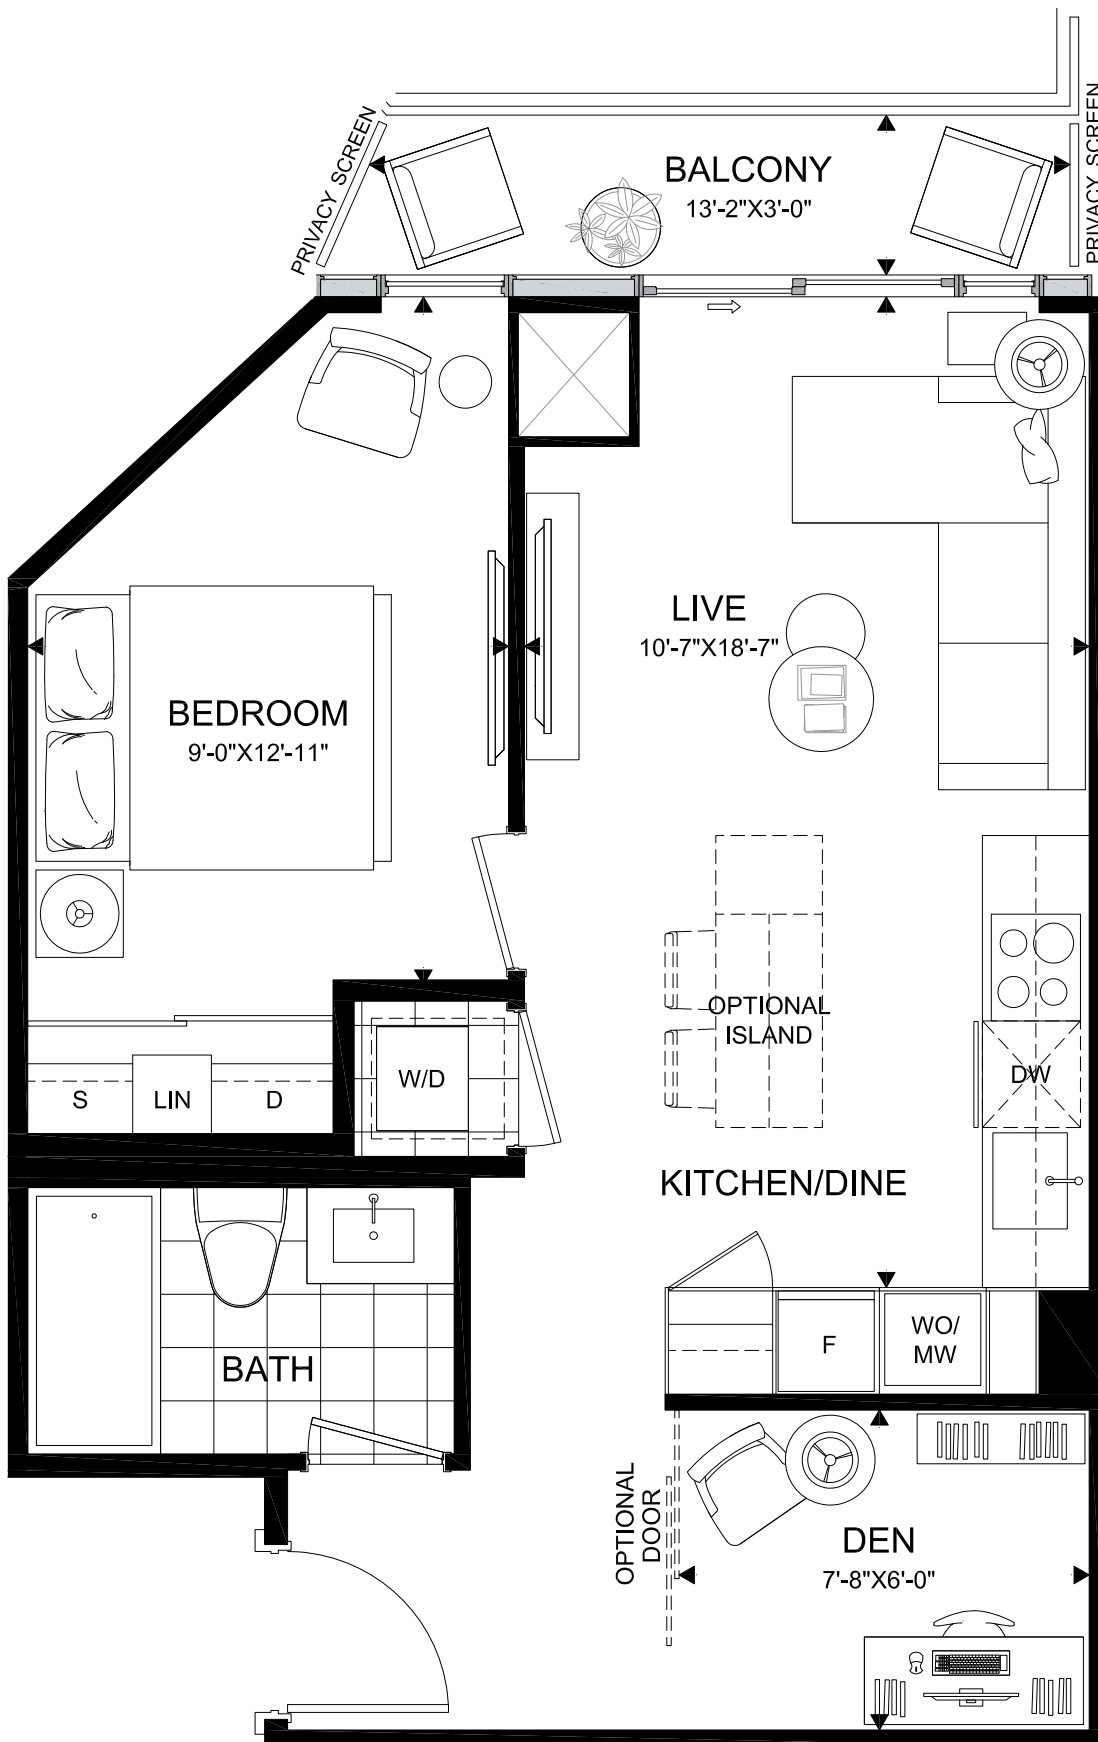 PRIVACY SCREEN
BALCONY
13'-2"X3'-0"
PRIVACY SCREEN
LIVE
10'-7"X18'-7"
BEDROOM
9'-0"X12'-11"
OPTIONAL
ISLAND
W/D
DW
S
LIN
D
KITCHEN/DINE
F
WO/
MW
BATH
OPTIONAL
DOOR
DEN
7'-8"X6'-0"